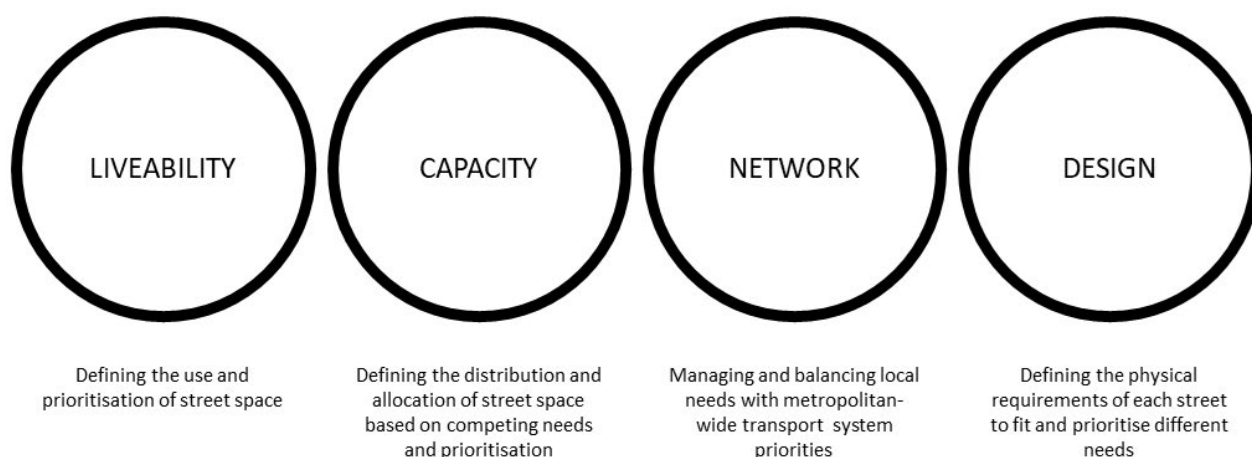 LIVEABILITY
CAPACITY
NETWORK
DESIGN
Defining the use and
prioritisation of street space
Defining the distribution and
allocation of street space
based on competing needs
and prioritisation
Managing and balancing local
needs with metropolitan-
wide transport system
priorities
Defining the physical
requirements of each street
to fit and prioritise different
needs